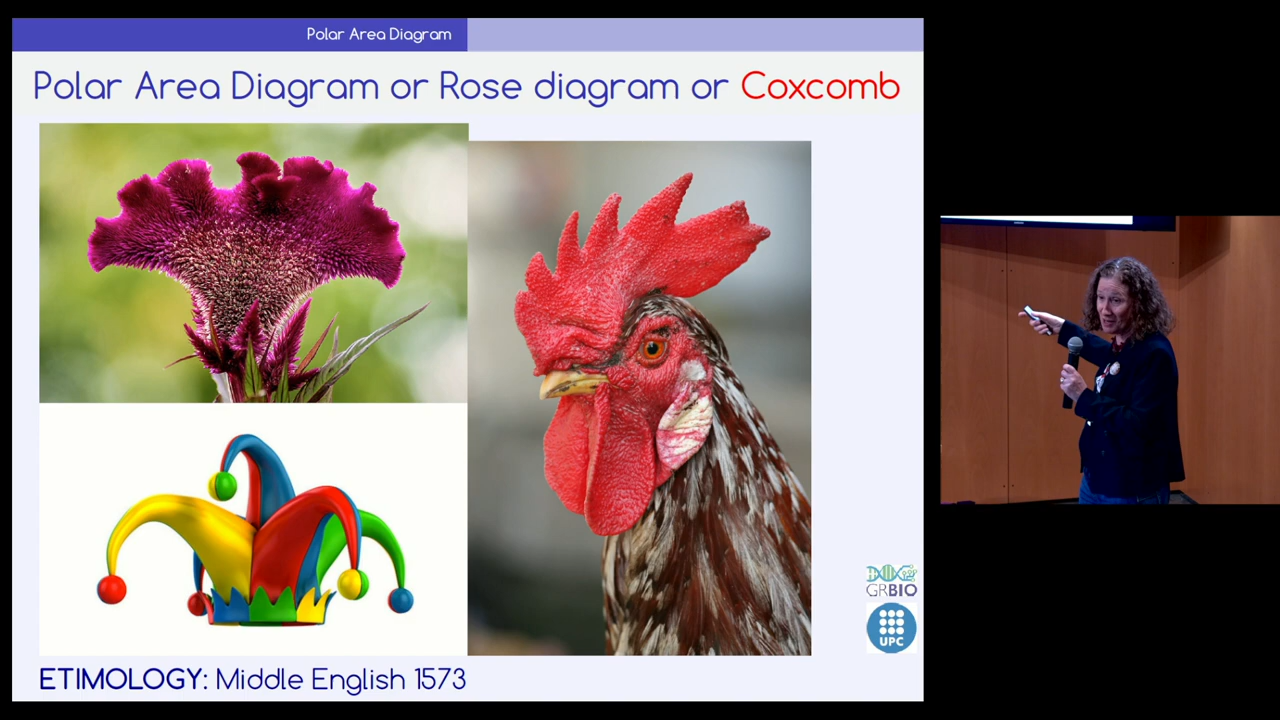 Polar Area Diagram
Polar Area Diagram or Rose diagram or Coxcomb
GRBIO
UPC
ETIMOLOGY: Middle English 1573